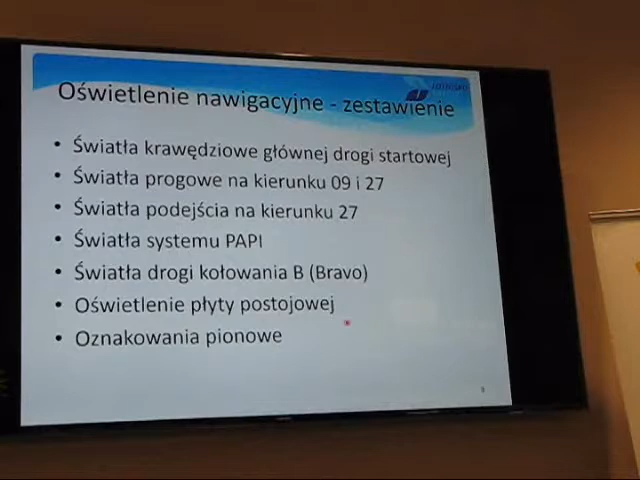 Oświetlenie nawigacyjne - zestawienie
• Światła krawędziowe głównej drogi startowej
• Światła progowe na kierunku 09 i 27
• Światła podejścia na kierunku 27
• Światła systemu PAPI
• Światła drogi kołowania B (Bravo)
• Oświetlenie płyty postojowej
• Oznakowania pionowe